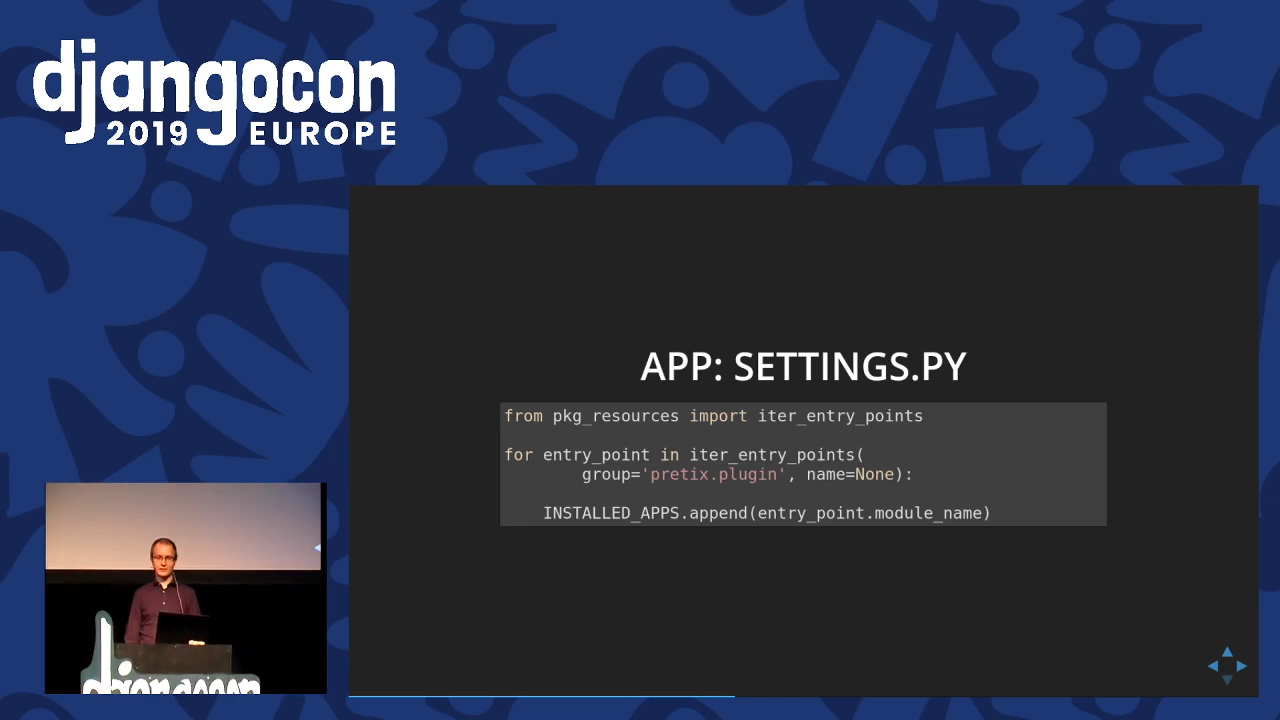 djangocon
2019 EUROPE
APP: SETTINGS.PY
from pkg_resources import iter_entry_points
for entry_point in iter_entry_points(
        group='pretix.plugin', name=None):
    INSTALLED_APPS.append(entry_point.module_name)
djangocon